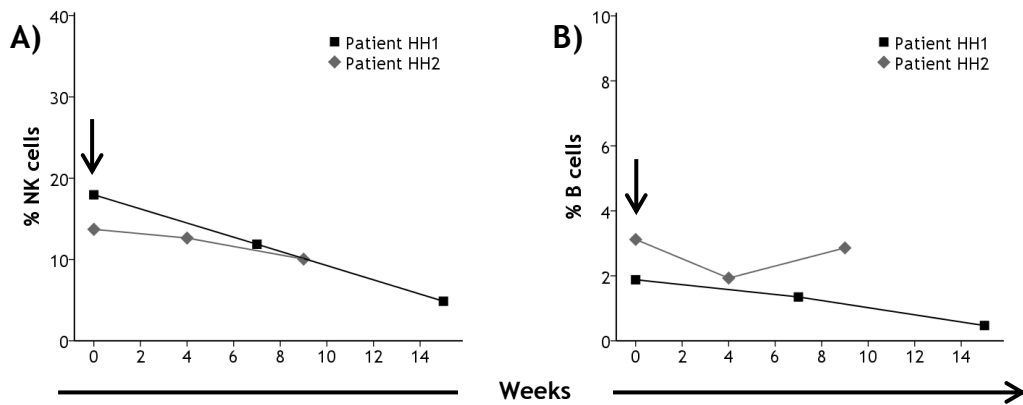 A)
40
30
20
10
0
% NK cells
Patient HH1
Patient HH2
0 2 4 6 8 10 12 14
B)
10
8
6
4
2
0
% B cells
Patient HH1
Patient HH2
0 2 4 6 8 10 12 14
Weeks